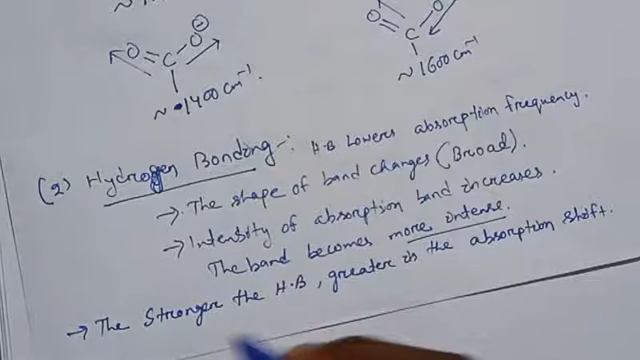 O = C - O⊖
~1400 cm⁻¹.
O = C - O
~1600 cm⁻¹
(2) Hydrogen Bonding -: H·B Lowers absorption frequency.
→ The shape of band changes (Broad).
→ Intensity of absorption band increases.
The band becomes more intense.
→ The Stronger the H·B, greater is the absorption shift.